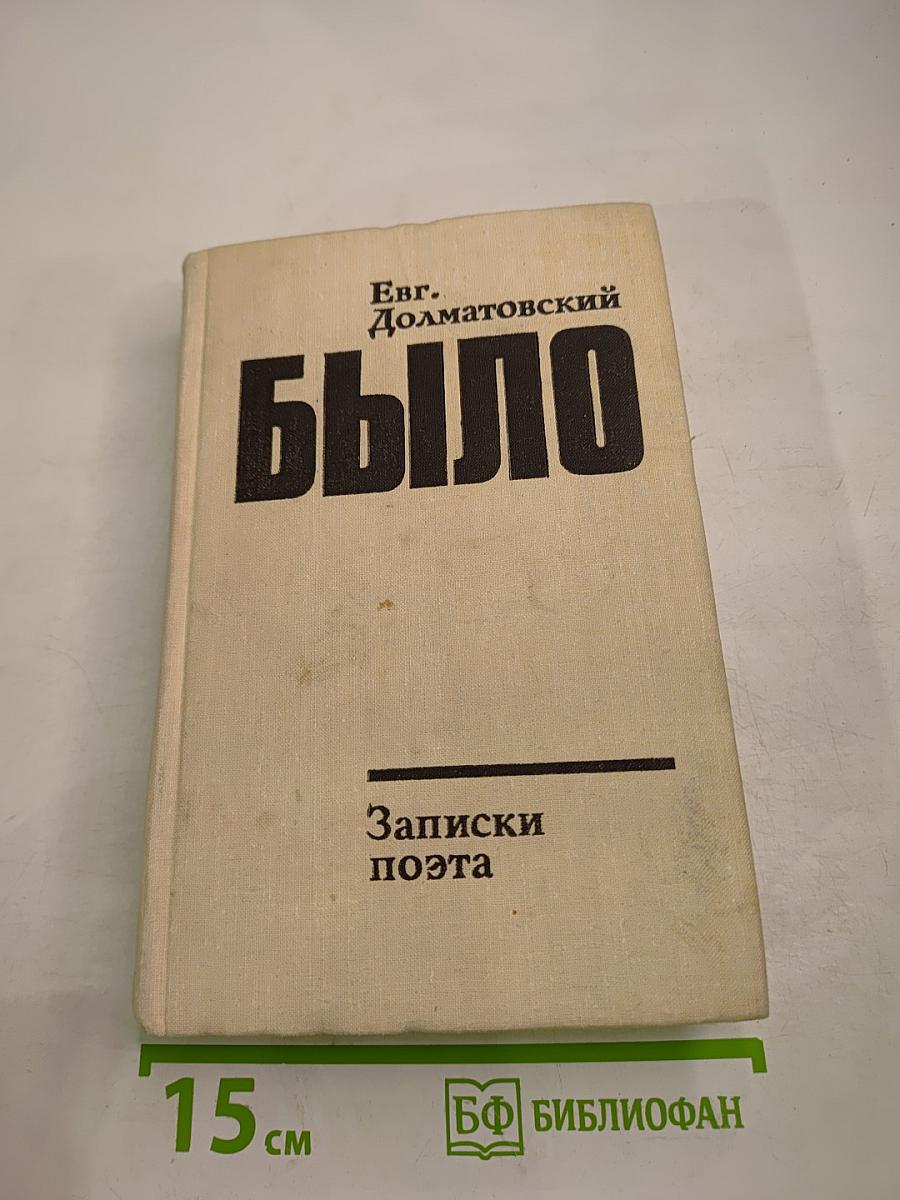 Евг.
Долматовский
БЫЛО
Записки
поэта
15 см
БФ БИБЛИОФАН